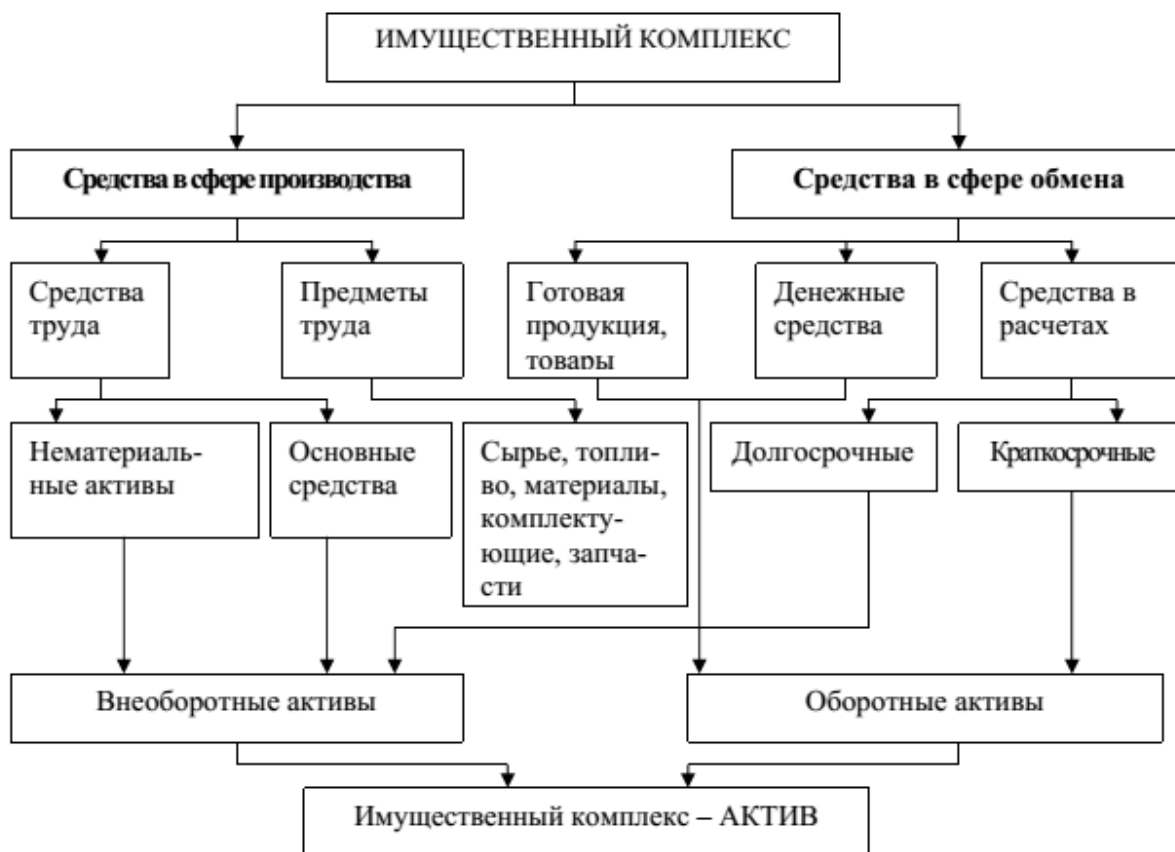 ИМУЩЕСТВЕННЫЙ КОМПЛЕКС
Средства в сфере производства
Средства в сфере обмена
Средства
труда
Предметы
труда
Готовая
продукция,
товары
Денежные
средства
Средства в
расчетах
Нематериаль-
ные активы
Основные
средства
Сырье, топли-
во, материалы,
комплекту-
ющие, запча-
сти
Долгосрочные
Краткосрочные
Внеоборотные активы
Оборотные активы
Имущественный комплекс – АКТИВ